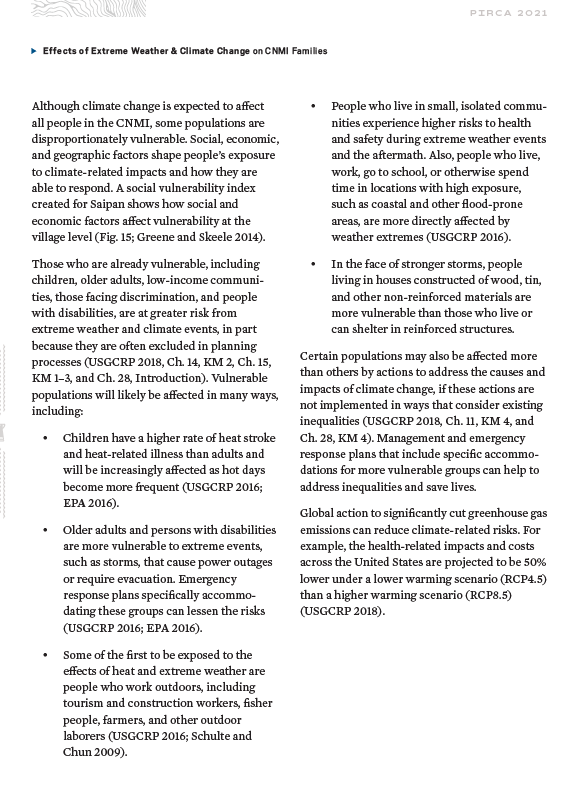 PIRCA 2021
Effects of Extreme Weather & Climate Change on CNMI Families
Although climate change is expected to affect
all people in the CNMI, some populations are
disproportionately vulnerable. Social, economic,
and geographic factors shape people's exposure
to climate-related impacts and how they are
able to respond. A social vulnerability index
created for Saipan shows how social and
economic factors affect vulnerability at the
village level (Fig. 15; Greene and Skeele 2014).
Those who are already vulnerable, including
children, older adults, low-income communi-
ties, those facing discrimination, and people
with disabilities, are at greater risk from
extreme weather and climate events, in part
because they are often excluded in planning
processes (USGCRP 2018, Ch. 14, KM 2, Ch. 15,
KM 1–3, and Ch. 28, Introduction). Vulnerable
populations will likely be affected in many ways,
including:
• Children have a higher rate of heat stroke
and heat-related illness than adults and
will be increasingly affected as hot days
become more frequent (USGCRP 2016;
EPA 2016).
• Older adults and persons with disabilities
are more vulnerable to extreme events,
such as storms, that cause power outages
or require evacuation. Emergency
response plans specifically accommo-
dating these groups can lessen the risks
(USGCRP 2016; EPA 2016).
• Some of the first to be exposed to the
effects of heat and extreme weather are
people who work outdoors, including
tourism and construction workers, fisher
people, farmers, and other outdoor
laborers (USGCRP 2016; Schulte and
Chun 2009).
• People who live in small, isolated commu-
nities experience higher risks to health
and safety during extreme weather events
and the aftermath. Also, people who live,
work, go to school, or otherwise spend
time in locations with high exposure,
such as coastal and other flood-prone
areas, are more directly affected by
weather extremes (USGCRP 2016).
• In the face of stronger storms, people
living in houses constructed of wood, tin,
and other non-reinforced materials are
more vulnerable than those who live or
can shelter in reinforced structures.
Certain populations may also be affected more
than others by actions to address the causes and
impacts of climate change, if these actions are
not implemented in ways that consider existing
inequalities (USGCRP 2018, Ch. 11, KM 4, and
Ch. 28, KM 4). Management and emergency
response plans that include specific accommo-
dations for more vulnerable groups can help to
address inequalities and save lives.
Global action to significantly cut greenhouse gas
emissions can reduce climate-related risks. For
example, the health-related impacts and costs
across the United States are projected to be 50%
lower under a lower warming scenario (RCP4.5)
than a higher warming scenario (RCP8.5)
(USGCRP 2018).